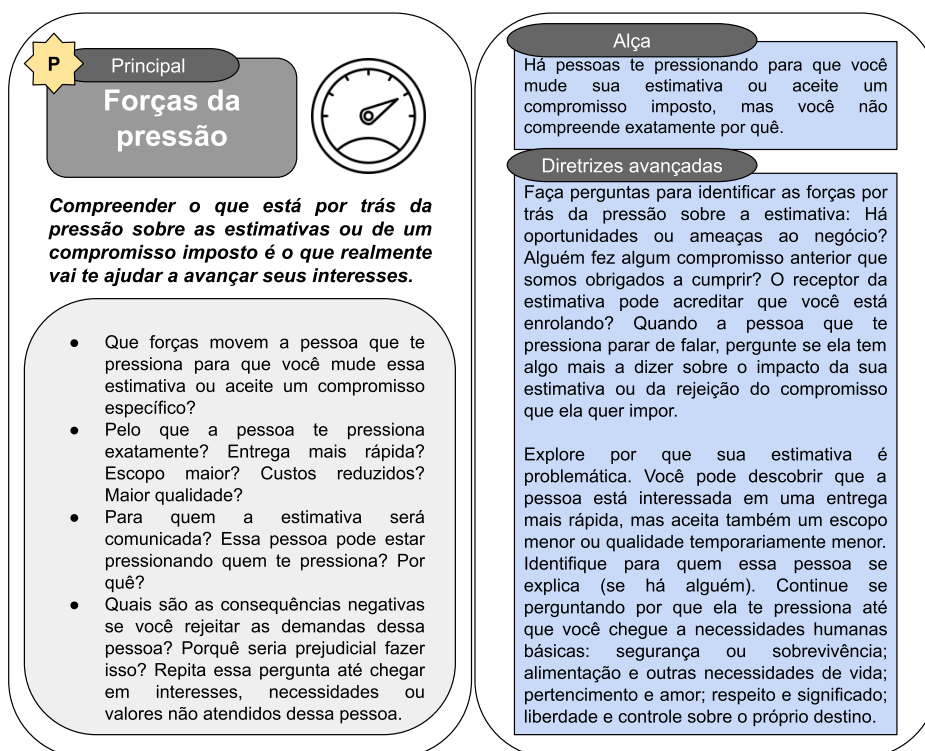 P
Principal
Forças da
pressão
Compreender o que está por trás da
pressão sobre as estimativas ou de um
compromisso imposto é o que realmente
vai te ajudar a avançar seus interesses.
● Que forças movem a pessoa que te
pressiona para que você mude essa
estimativa ou aceite um compromisso
específico?
● Pelo que a pessoa te pressiona
exatamente? Entrega mais rápida?
Escopo maior? Custos reduzidos?
Maior qualidade?
● Para quem a estimativa será
comunicada? Essa pessoa pode estar
pressionando quem te pressiona? Por
quê?
● Quais são as consequências negativas
se você rejeitar as demandas dessa
pessoa? Porquê seria prejudicial fazer
isso? Repita essa pergunta até chegar
em interesses, necessidades ou
valores não atendidos dessa pessoa.
Alça
Há pessoas te pressionando para que você
mude sua estimativa ou aceite um
compromisso imposto, mas você não
compreende exatamente por quê.
Diretrizes avançadas
Faça perguntas para identificar as forças por
trás da pressão sobre a estimativa: Há
oportunidades ou ameaças ao negócio?
Alguém fez algum compromisso anterior que
somos obrigados a cumprir? O receptor da
estimativa pode acreditar que você está
enrolando? Quando a pessoa que te
pressiona parar de falar, pergunte se ela tem
algo mais a dizer sobre o impacto da sua
estimativa ou da rejeição do compromisso
que ela quer impor.
Explore por que sua estimativa é
problemática. Você pode descobrir que a
pessoa está interessada em uma entrega
mais rápida, mas aceita também um escopo
menor ou qualidade temporariamente menor.
Identifique para quem essa pessoa se
explica (se há alguém). Continue se
perguntando por que ela te pressiona até
que você chegue a necessidades humanas
básicas: segurança ou sobrevivência;
alimentação e outras necessidades de vida;
pertencimento e amor; respeito e significado;
liberdade e controle sobre o próprio destino.